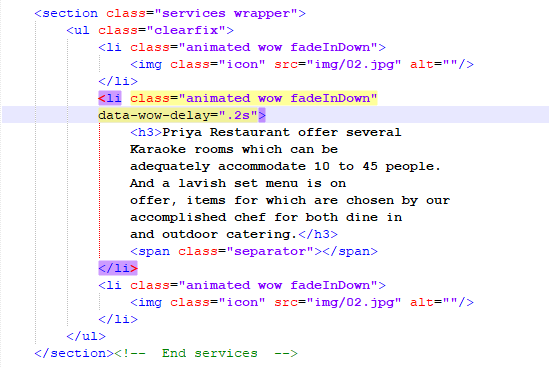 <section class="services wrapper">
<ul class="clearfix">
<li class="animated wow fadeInDown">
<img class="icon" src="img/02.jpg" alt=""/>
</li>
<li class="animated wow fadeInDown"
data-wow-delay=".2s">
<h3>Priya Restaurant offer several
Karaoke rooms which can be
adequately accommodate 10 to 45 people.
And a lavish set menu is on
offer, items for which are chosen by our
accomplished chef for both dine in
and outdoor catering.</h3>
<span class="separator"></span>
</li>
<li class="animated wow fadeInDown">
<img class="icon" src="img/02.jpg" alt=""/>
</li>
</ul>
</section><!--  End services  -->